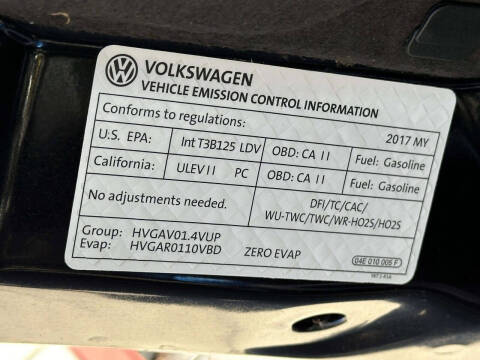 VOLKSWAGEN
VEHICLE EMISSION CONTROL INFORMATION
Conforms to regulations: 2017 MY
U.S. EPA: Int T3B125 LDV OBD: CA II Fuel: Gasoline
California: ULEV II PC OBD: CA II Fuel: Gasoline
No adjustments needed. DFI/TC/CAC/
WU-TWC/TWC/WR-HO2S/HO2S
Group: HVGAV01.4VUP
Evap: HVGAR0110VBD ZERO EVAP
04E 010 006 F